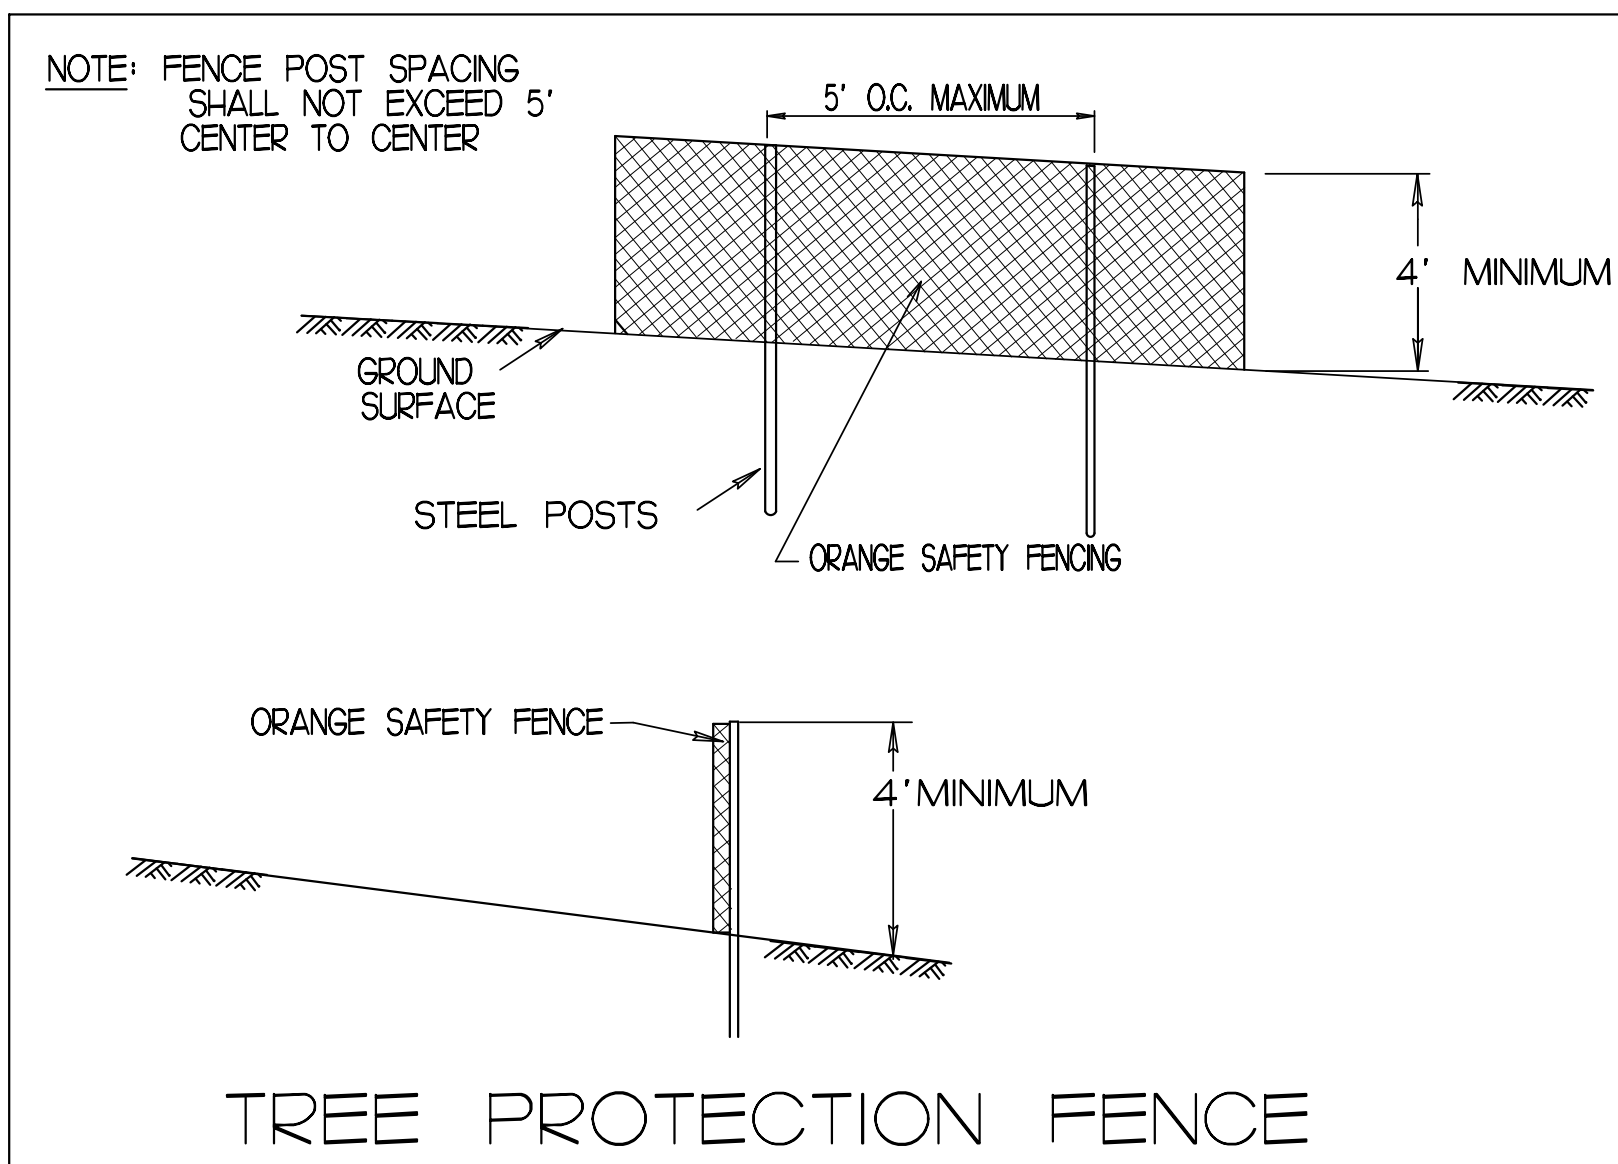 NOTE: FENCE POST SPACING
SHALL NOT EXCEED 5'
CENTER TO CENTER
5' O.C. MAXIMUM
4' MINIMUM
GROUND
SURFACE
STEEL POSTS
ORANGE SAFETY FENCING
ORANGE SAFETY FENCE
4' MINIMUM
TREE PROTECTION FENCE